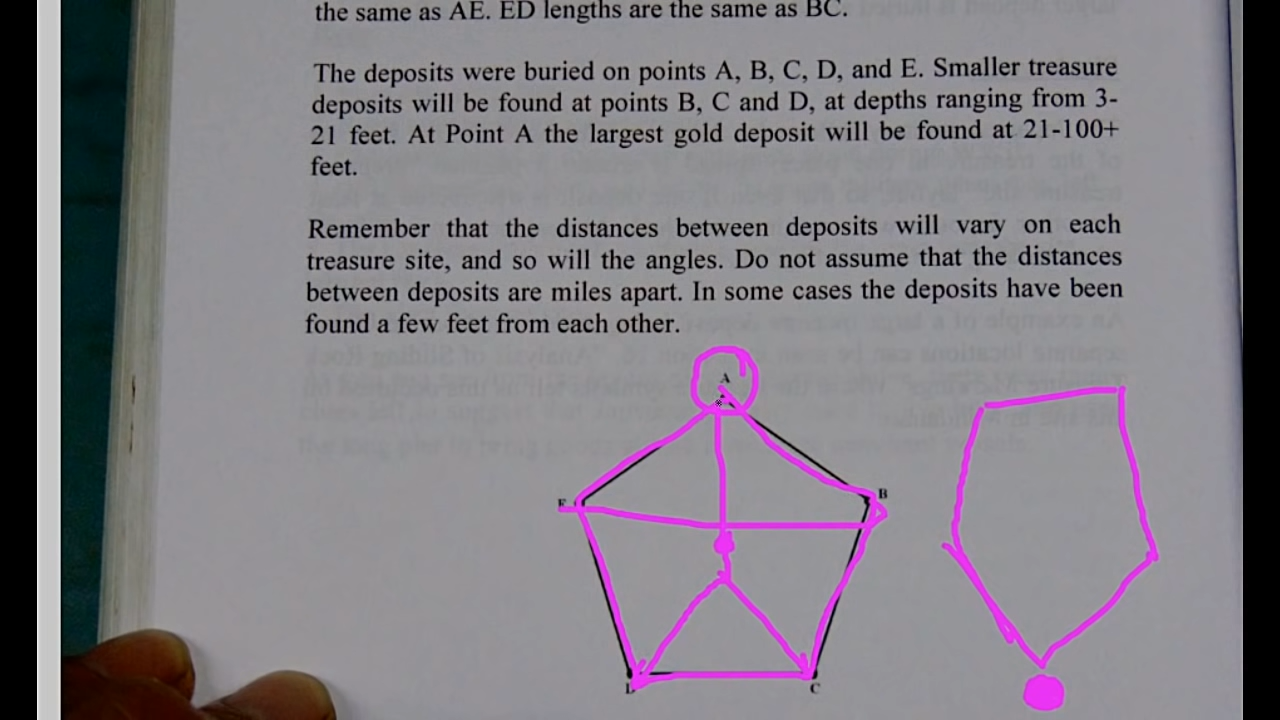 the same as AE. ED lengths are the same as BC.
The deposits were buried on points A, B, C, D, and E. Smaller treasure
deposits will be found at points B, C and D, at depths ranging from 3-
21 feet. At Point A the largest gold deposit will be found at 21-100+
feet.
Remember that the distances between deposits will vary on each
treasure site, and so will the angles. Do not assume that the distances
between deposits are miles apart. In some cases the deposits have been
found a few feet from each other.
A
E
B
D
C